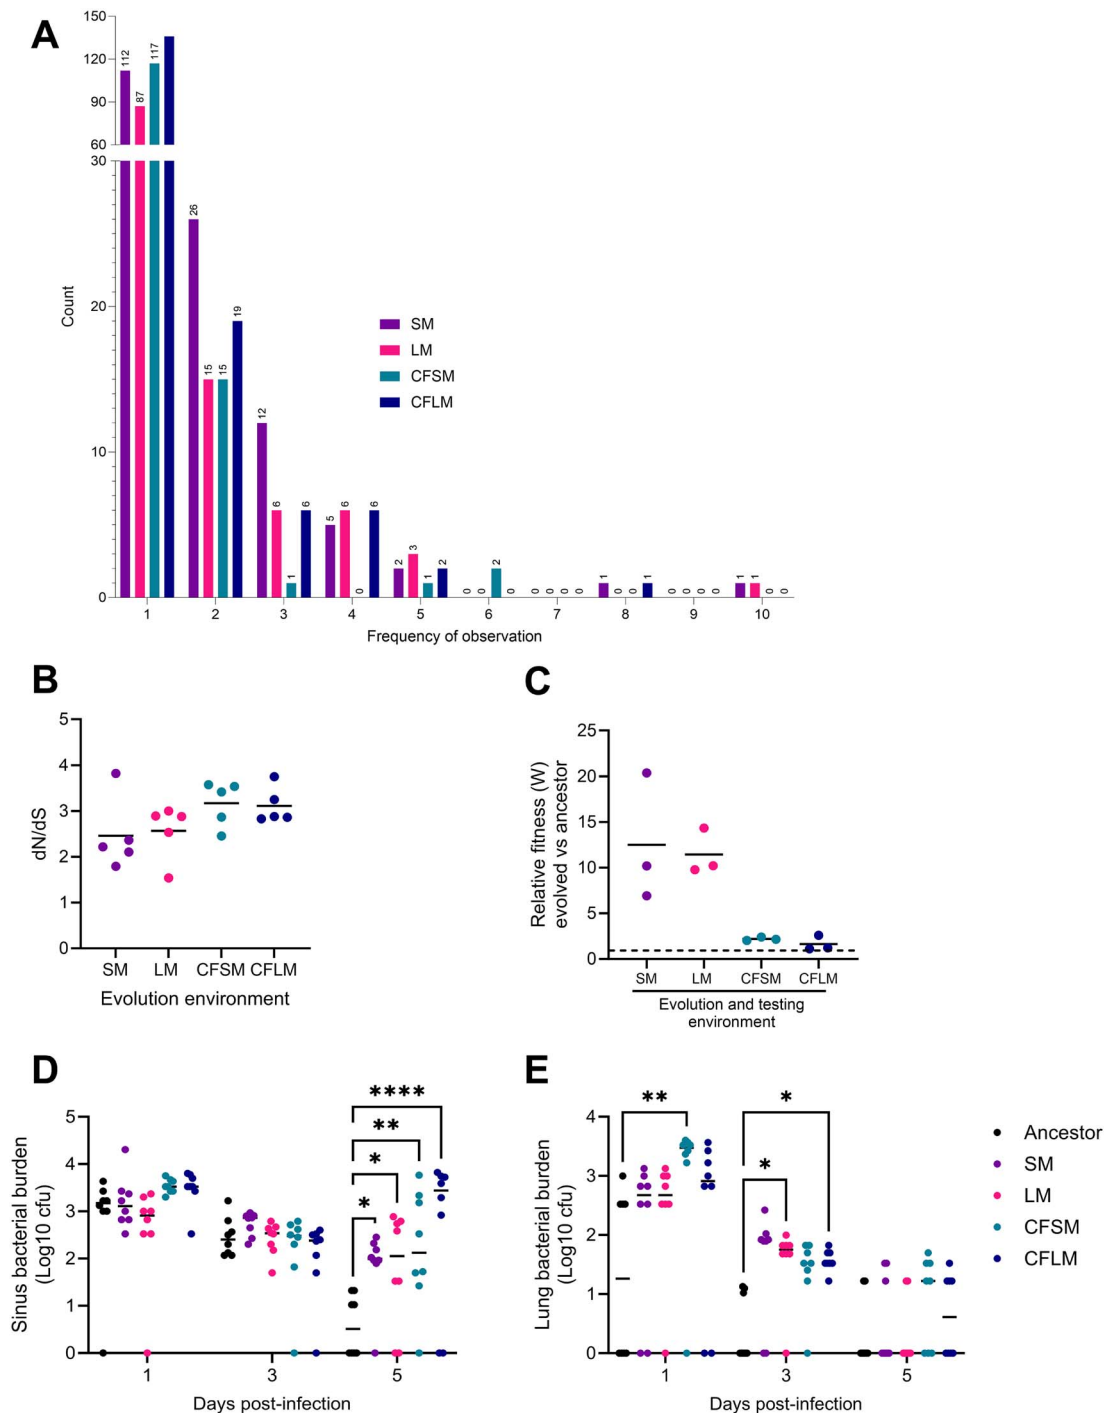 A
150
120
90
60
30
20
10
0
Count
112
87
117
26
15
15
19
12
6
1
6
5
6
0
6
2
3
1
2
0
0
2
0
0
0
0
0
1
0
0
1
0
0
0
0
1
1
0
0
SM
LM
CFSM
CFLM
1 2 3 4 5 6 7 8 9 10
Frequency of observation
B
5
4
3
2
1
0
dN/dS
SM LM CFSM CFLM
Evolution environment
C
25
20
15
10
5
0
Relative fitness (W)
evolved vs ancestor
SM LM CFSM CFLM
Evolution and testing
environment
D
5
4
3
2
1
0
Sinus bacterial burden
(Log10 cfu)
****
**
*
*
1 3 5
Days post-infection
E
4
3
2
1
0
Lung bacterial burden
(Log10 cfu)
**
*
*
1 3 5
Days post-infection
Ancestor
SM
LM
CFSM
CFLM